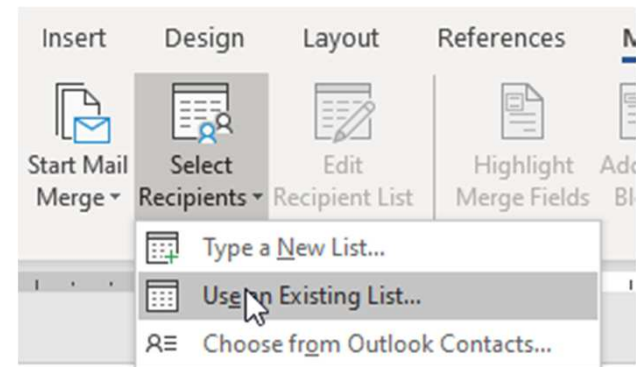 Insert Design Layout References M
Start Mail Merge
Select Recipients
Edit Recipient List
Highlight Merge Fields
Type a New List...
Use an Existing List...
Choose from Outlook Contacts...